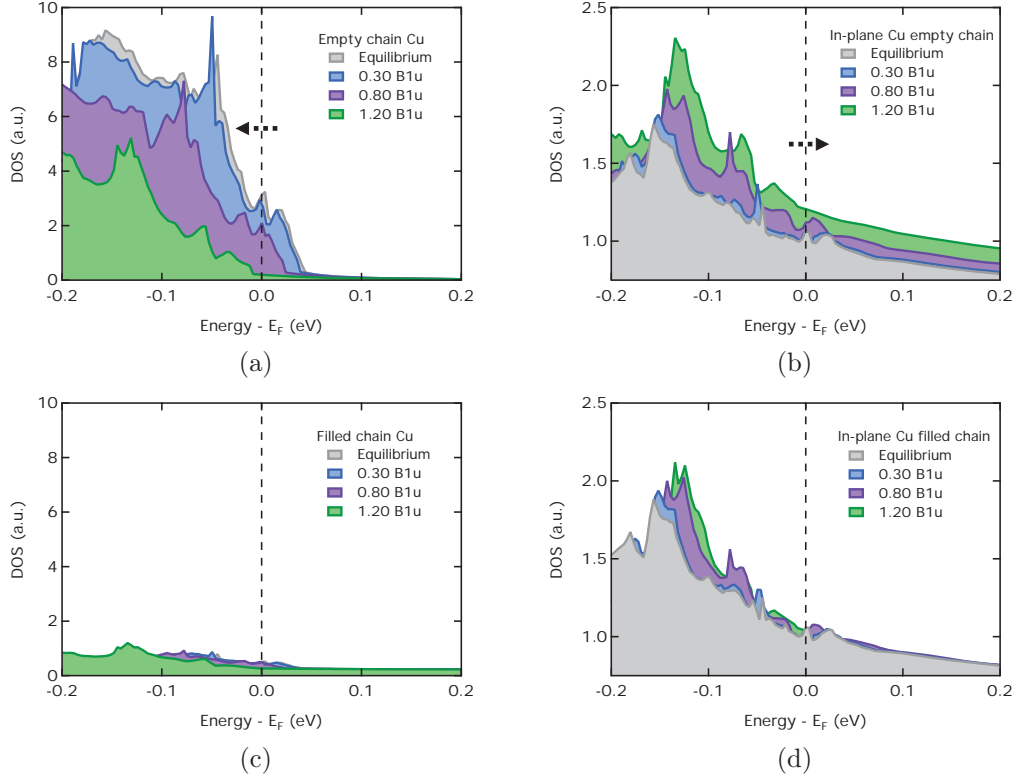 10
8
6
4
2
0
DOS (a.u.)
Empty chain Cu
Equilibrium
0.30 B1u
0.80 B1u
1.20 B1u
-0.2 -0.1 0.0 0.1 0.2
Energy - E_F (eV)
(a)
2.5
2.0
1.5
1.0
DOS (a.u.)
In-plane Cu empty chain
Equilibrium
0.30 B1u
0.80 B1u
1.20 B1u
-0.2 -0.1 0.0 0.1 0.2
Energy - E_F (eV)
(b)
10
8
6
4
2
0
DOS (a.u.)
Filled chain Cu
Equilibrium
0.30 B1u
0.80 B1u
1.20 B1u
-0.2 -0.1 0.0 0.1 0.2
Energy - E_F (eV)
(c)
2.5
2.0
1.5
1.0
DOS (a.u.)
In-plane Cu filled chain
Equilibrium
0.30 B1u
0.80 B1u
1.20 B1u
-0.2 -0.1 0.0 0.1 0.2
Energy - E_F (eV)
(d)